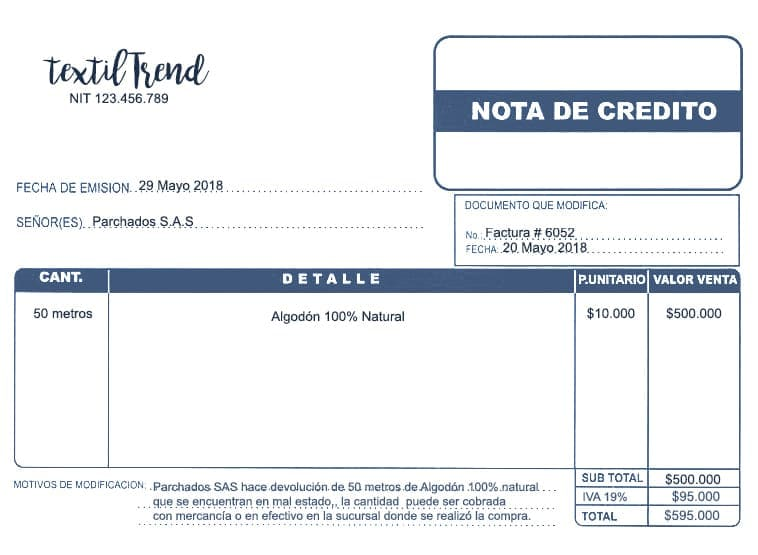 textilTrend
NIT 123.456.789
NOTA DE CREDITO
FECHA DE EMISION 29 Mayo 2018
SEÑOR(ES) Parchados S.A.S
DOCUMENTO QUE MODIFICA:
No.: Factura # 6052
FECHA: 20 Mayo 2018
CANT. DETALLE P.UNITARIO VALOR VENTA
50 metros Algodón 100% Natural $10.000 $500.000
SUB TOTAL $500.000
IVA 19% $95.000
TOTAL $595.000
MOTIVOS DE MODIFICACION: Parchados SAS hace devolución de 50 metros de Algodón 100% natural
que se encuentran en mal estado,, la cantidad puede ser cobrada
con mercancía o en efectivo en la sucursal donde se realizó la compra.